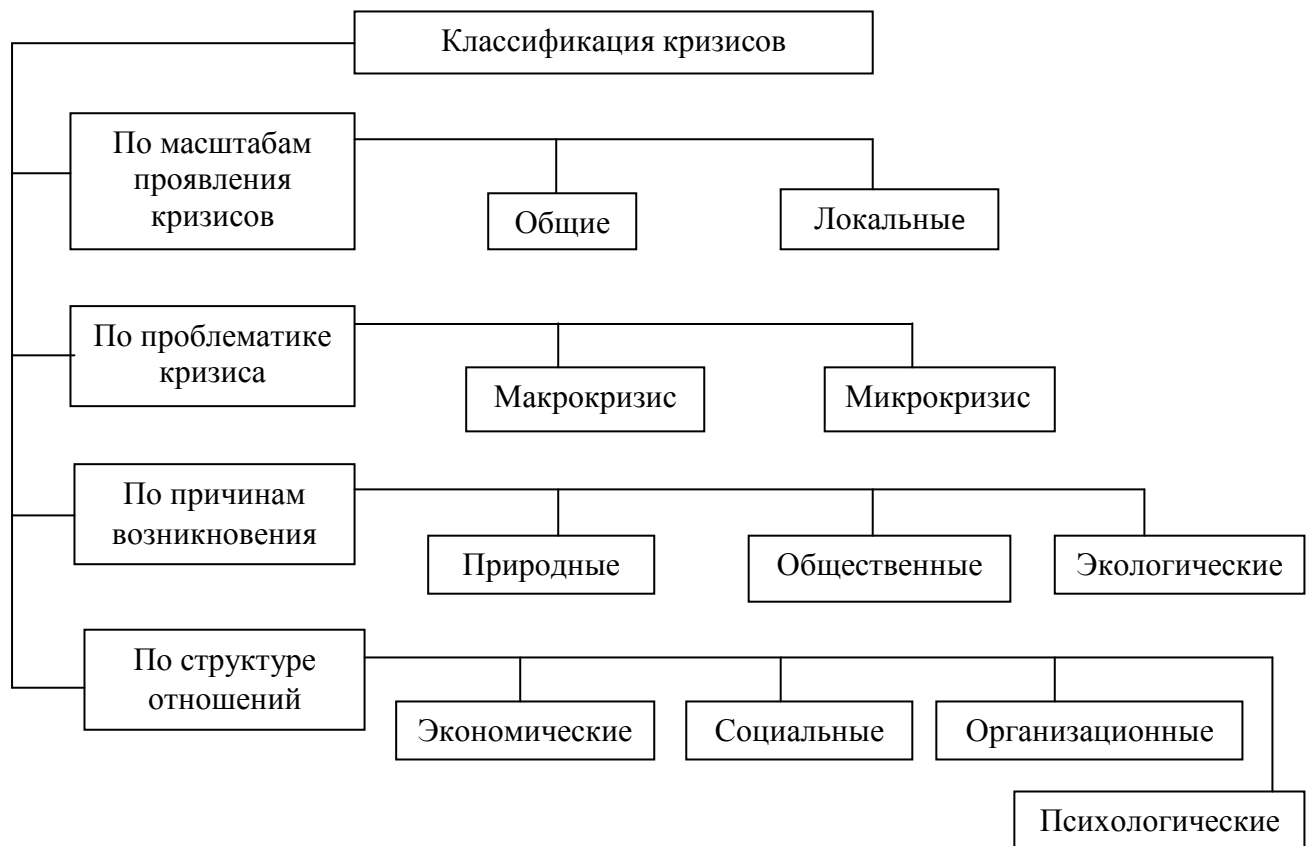 Классификация кризисов
По масштабам
проявления
кризисов
Общие
Локальные
По проблематике
кризиса
Макрокризис
Микрокризис
По причинам
возникновения
Природные
Общественные
Экологические
По структуре
отношений
Экономические
Социальные
Организационные
Психологические